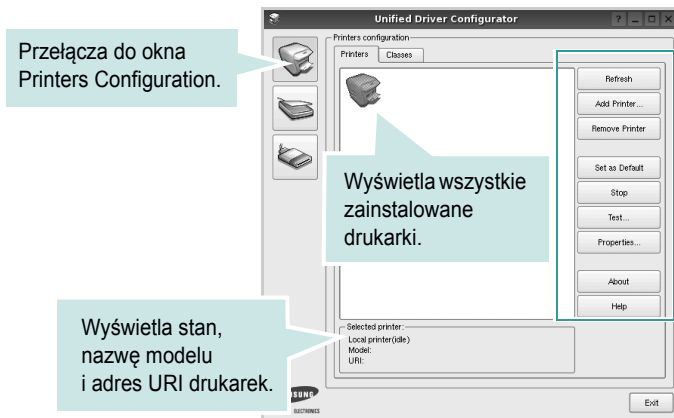 Unified Driver Configurator
Przełącza do okna
Printers Configuration.
Printers configuration
Printers
Classes
Refresh
Add Printer...
Remove Printer
Set as Default
Stop
Test...
Properties...
About
Help
Wyświetla wszystkie
zainstalowane
drukarki.
Wyświetla stan,
nazwę modelu
i adres URI drukarek.
Selected printer:
Local printer(idle)
Model:
URI:
ELECTRONICS
Exit